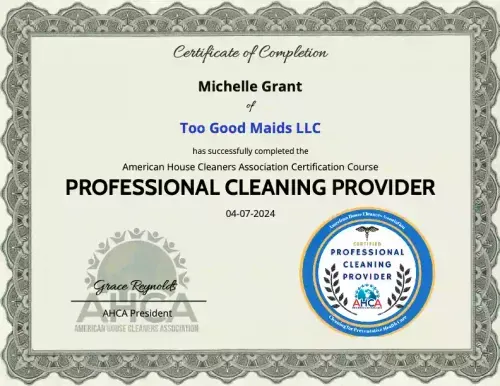 Certificate of Completion
Michelle Grant
of
Too Good Maids LLC
has successfully completed the
American House Cleaners Association Certification Course
PROFESSIONAL CLEANING PROVIDER
04-07-2024
Grace Reynolds
AHCA
AHCA President
AMERICAN HOUSE CLEANERS ASSOCIATION
American House Cleaners Association
CERTIFIED
PROFESSIONAL
CLEANING
PROVIDER
AHCA
Cleaning for Preventative Health Care